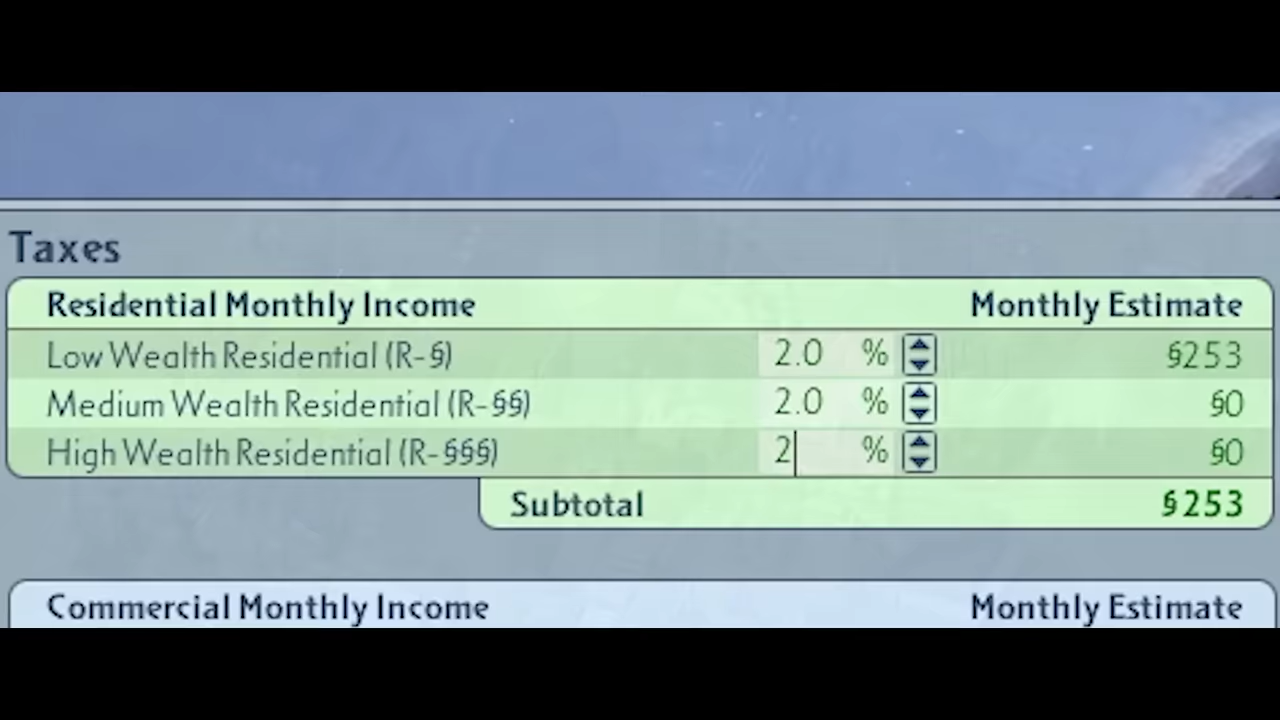 Taxes
Residential Monthly Income Monthly Estimate
Low Wealth Residential (R-§) 2.0 % §253
Medium Wealth Residential (R-§§) 2.0 % §0
High Wealth Residential (R-§§§) 2 % §0
Subtotal §253
Commercial Monthly Income Monthly Estimate